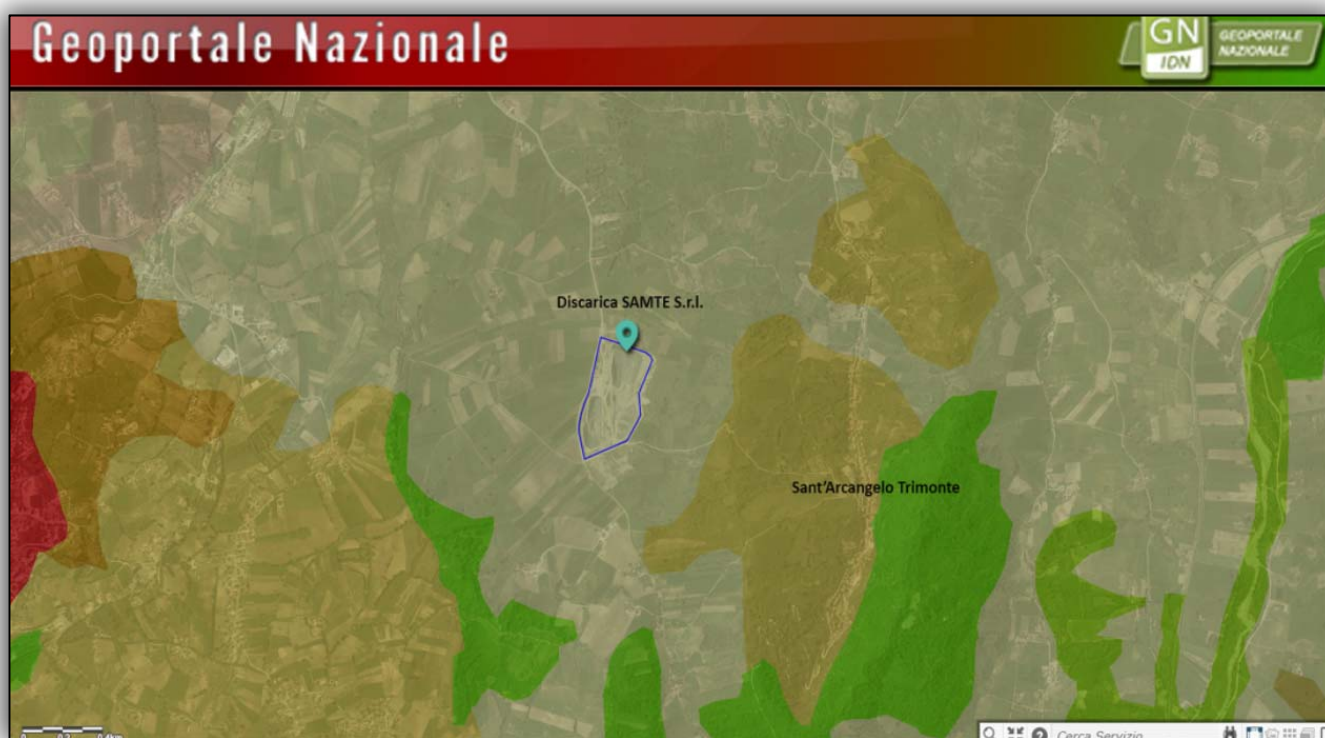 Geoportale Nazionale
GN
IDN
GEOPORTALE
NAZIONALE
Discarica SAMTE S.r.l.
Sant'Arcangelo Trimonte
Cerca Servizio